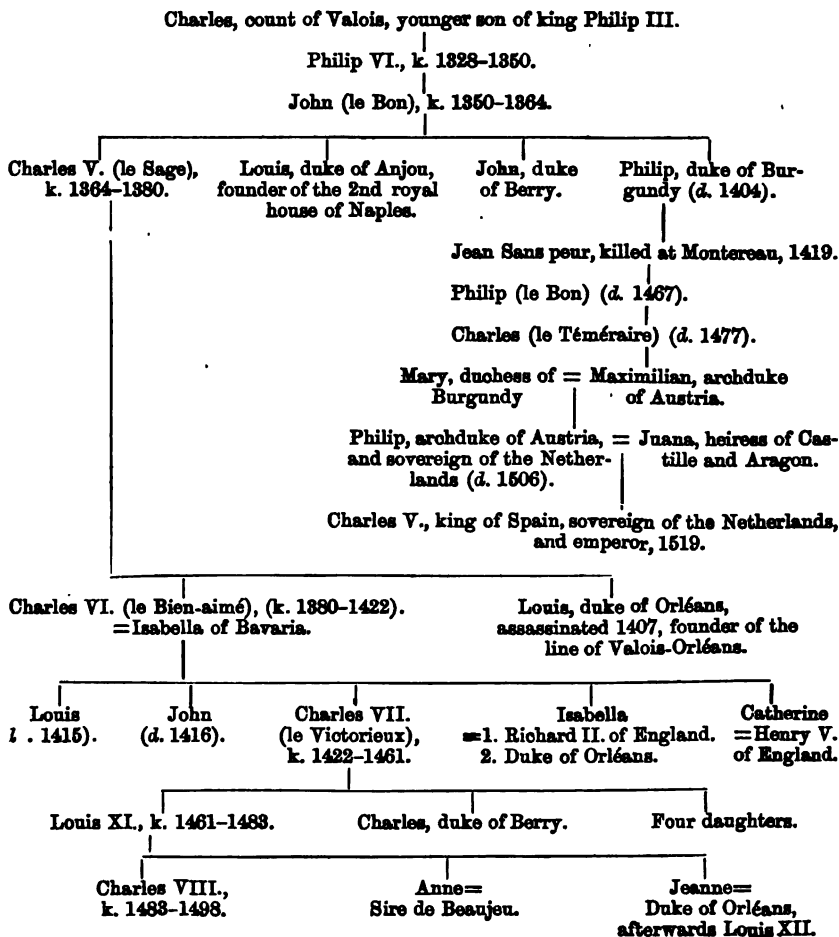 Charles, count of Valois, younger son of king Philip III.
Philip VI., k. 1328–1350.
John (le Bon), k. 1350–1364.
Charles V. (le Sage),
k. 1364–1380.
Louis, duke of Anjou,
founder of the 2nd royal
house of Naples.
John, duke
of Berry.
Philip, duke of Bur-
gundy (d. 1404).
Jean Sans peur, killed at Montereau, 1419.
Philip (le Bon) (d. 1467).
Charles (le Téméraire) (d. 1477).
Mary, duchess of = Maximilian, archduke
Burgundy of Austria.
Philip, archduke of Austria, = Juana, heiress of Cas-
and sovereign of the Nether- tille and Aragon.
lands (d. 1506).
Charles V., king of Spain, sovereign of the Netherlands,
and emperor, 1519.
Charles VI. (le Bien-aimé), (k. 1380–1422).
=Isabella of Bavaria.
Louis, duke of Orléans,
assassinated 1407, founder of the
line of Valois-Orléans.
Louis
. 1415).
John
(d. 1416).
Charles VII.
(le Victorieux),
k. 1422–1461.
Isabella
=1. Richard II. of England.
2. Duke of Orléans.
Catherine
=Henry V.
of England.
Louis XI., k. 1461–1483.
Charles, duke of Berry.
Four daughters.
Charles VIII.,
k. 1483–1498.
Anne=
Sire de Beaujeu.
Jeanne=
Duke of Orléans,
afterwards Louis XII.